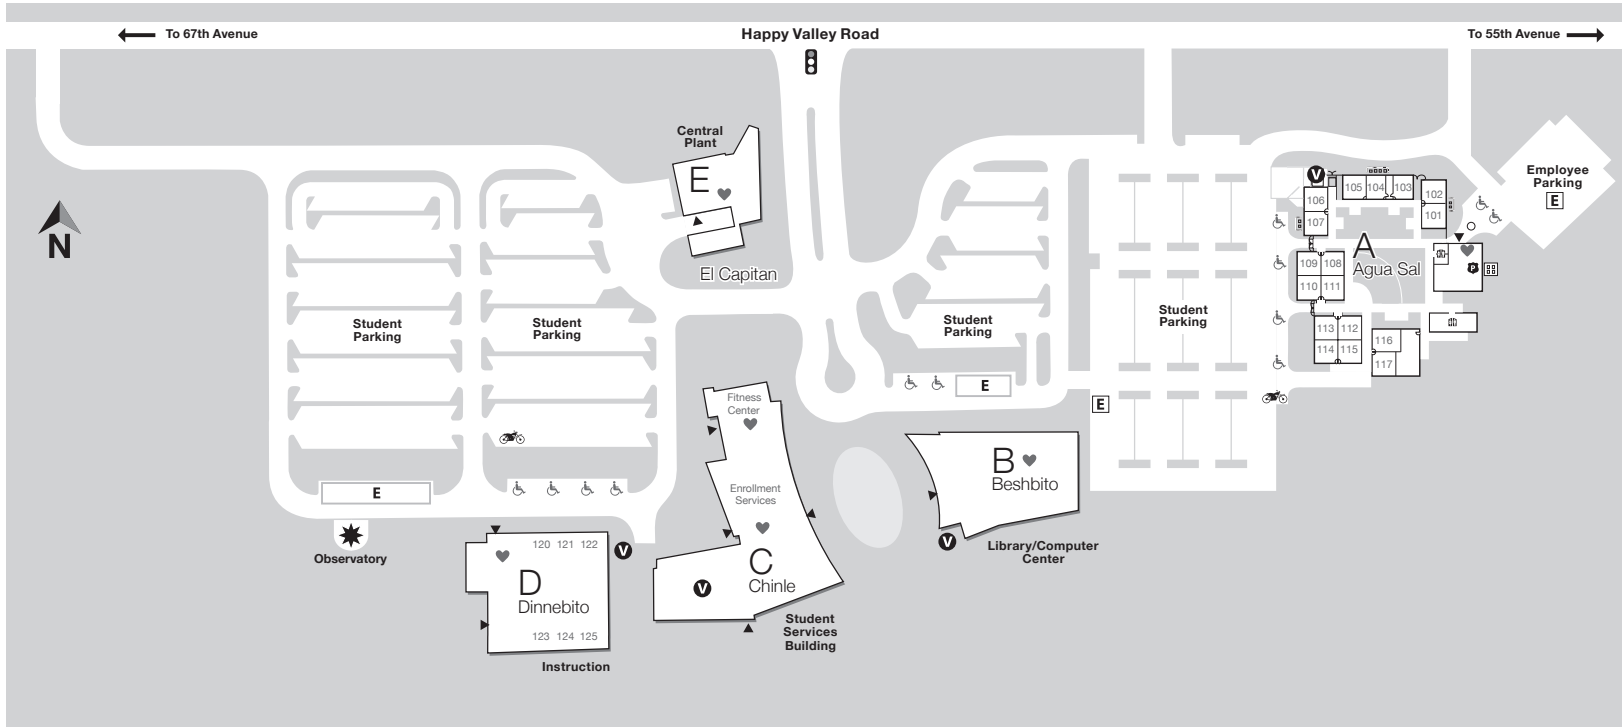 To 67th Avenue
Happy Valley Road
To 55th Avenue
Central
Plant
E
El Capitan
N
Employee
Parking
E
V
105 104 103
102
101
106
107
A
Agua Sal
P
109 108
110 111
113 112
114 115
116
117
Student
Parking
Student
Parking
Student
Parking
Student
Parking
E
E
E
Fitness
Center
Enrollment
Services
C
Chinle
V
Student
Services
Building
B
Beshbito
V
Library/Computer
Center
Observatory
120 121 122
V
D
Dinnebito
123 124 125
Instruction